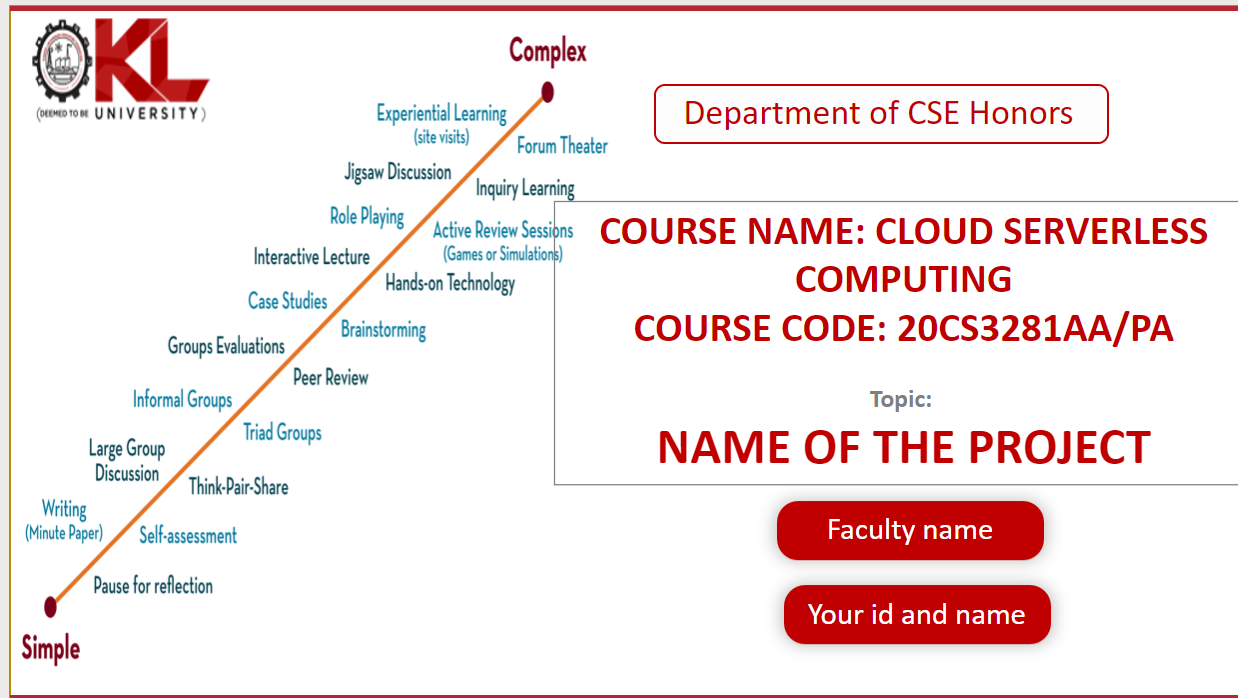 KL
(DEEMED TO BE UNIVERSITY)
Complex
Experiential Learning
(site visits)
Forum Theater
Jigsaw Discussion
Inquiry Learning
Role Playing
Active Review Sessions
(Games or Simulations)
Interactive Lecture
Hands-on Technology
Case Studies
Brainstorming
Groups Evaluations
Peer Review
Informal Groups
Triad Groups
Large Group
Discussion
Think-Pair-Share
Writing
(Minute Paper)
Self-assessment
Pause for reflection
Simple
Department of CSE Honors
COURSE NAME: CLOUD SERVERLESS
COMPUTING
COURSE CODE: 20CS3281AA/PA
Topic:
NAME OF THE PROJECT
Faculty name
Your id and name